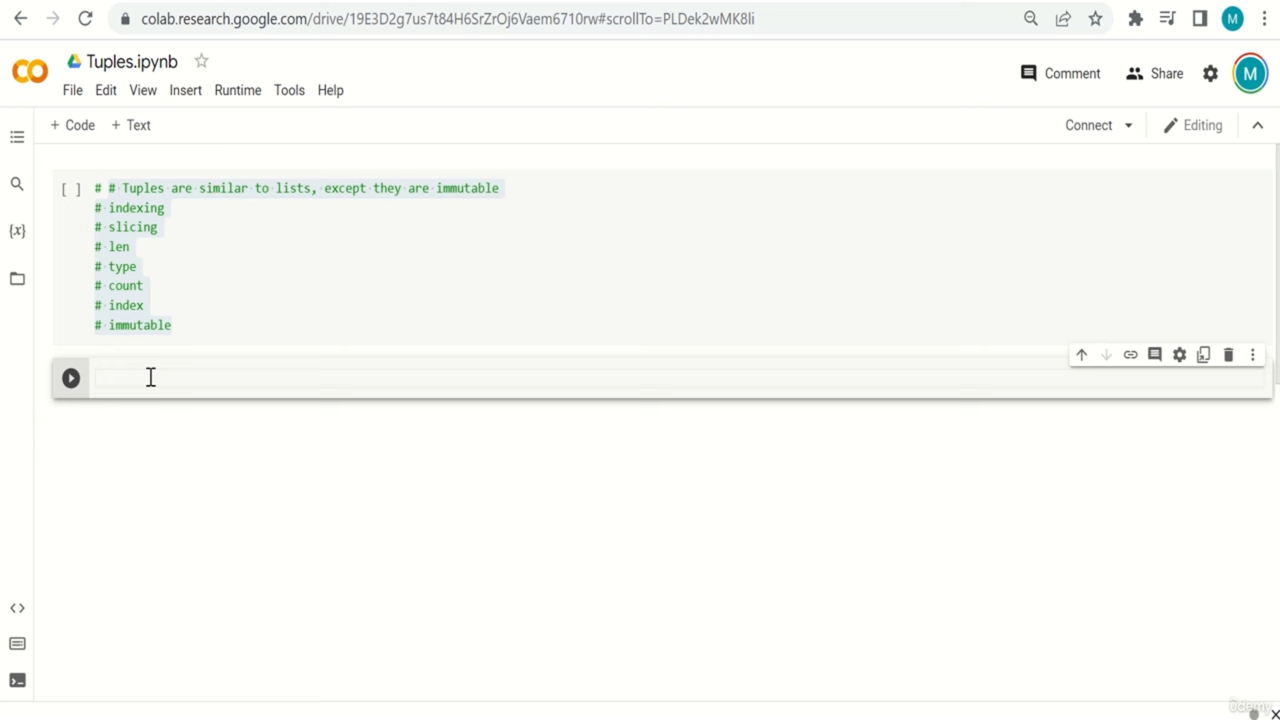 colab.research.google.com/drive/19E3D2g7us7t84H6SrZrOj6Vaem6710rw#scrollTo=PLDek2wMK8li
M
Tuples.ipynb
File Edit View Insert Runtime Tools Help
Comment Share M
+ Code + Text
Connect Editing
[ ] # # Tuples are similar to lists, except they are immutable
# indexing
# slicing
# len
# type
# count
# index
# immutable
{x}
udemy